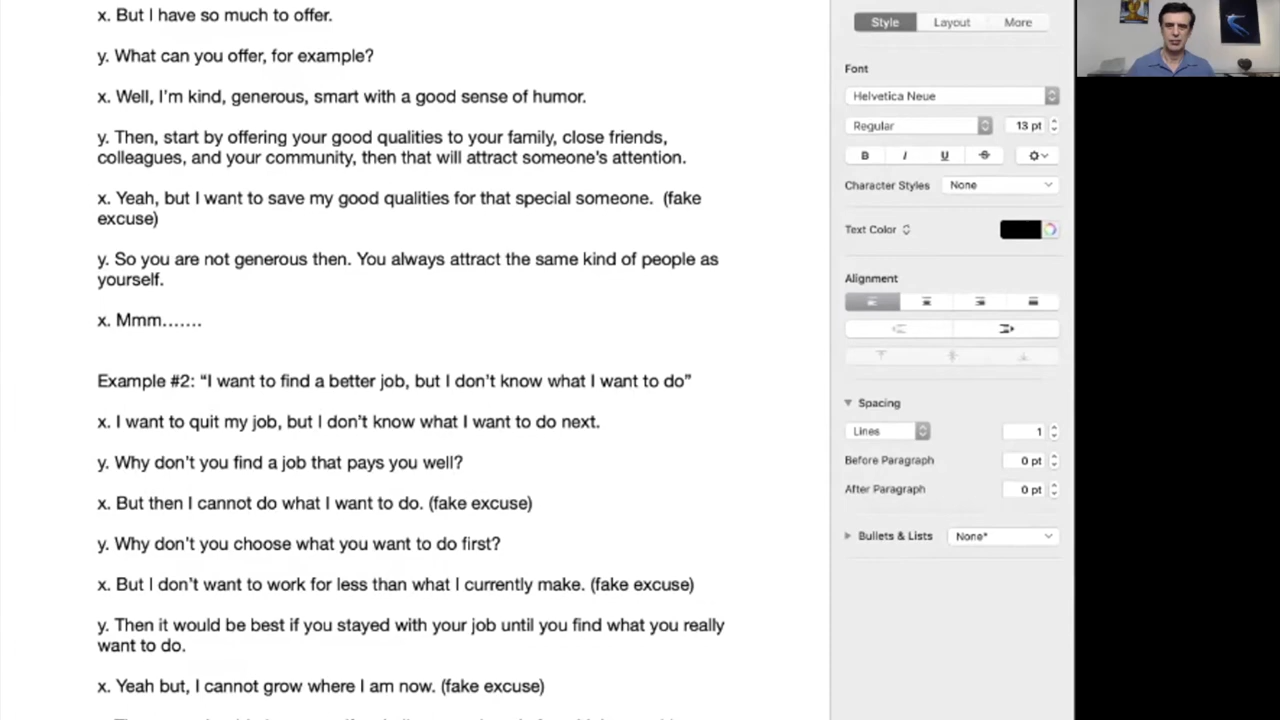 x. But I have so much to offer.
y. What can you offer, for example?
x. Well, I'm kind, generous, smart with a good sense of humor.
y. Then, start by offering your good qualities to your family, close friends,
colleagues, and your community, then that will attract someone's attention.
x. Yeah, but I want to save my good qualities for that special someone.  (fake
excuse)
y. So you are not generous then. You always attract the same kind of people as
yourself.
x. Mmm.......
Example #2: “I want to find a better job, but I don't know what I want to do”
x. I want to quit my job, but I don't know what I want to do next.
y. Why don't you find a job that pays you well?
x. But then I cannot do what I want to do. (fake excuse)
y. Why don't you choose what you want to do first?
x. But I don't want to work for less than what I currently make. (fake excuse)
y. Then it would be best if you stayed with your job until you find what you really
want to do.
x. Yeah but, I cannot grow where I am now. (fake excuse)
Style Layout More
Font
Helvetica Neue
Regular 13 pt
B I U S
Character Styles None
Text Color
Alignment
Spacing
Lines 1
Before Paragraph 0 pt
After Paragraph 0 pt
Bullets & Lists None*